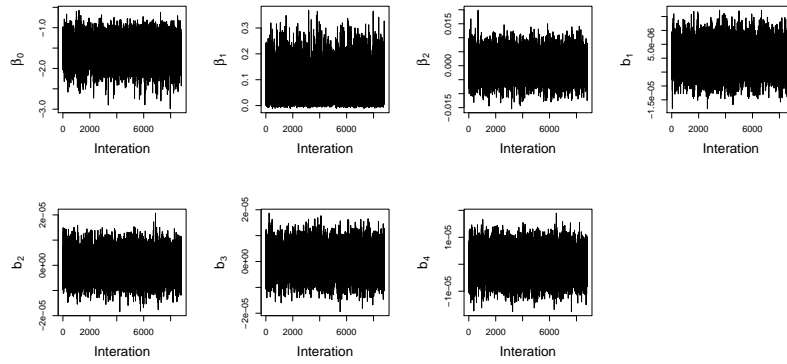 β0
-3.0 -2.0 -1.0
0 2000 6000
Interation
β1
0.0 0.1 0.2 0.3
0 2000 6000
Interation
β2
-0.015 0.000 0.015
0 2000 6000
Interation
b1
-1.5e-05 5.0e-06
0 2000 6000
Interation
b2
-2e-05 0e+00 2e-05
0 2000 6000
Interation
b3
-2e-05 0e+00 2e-05
0 2000 6000
Interation
b4
-1e-05 1e-05
0 2000 6000
Interation